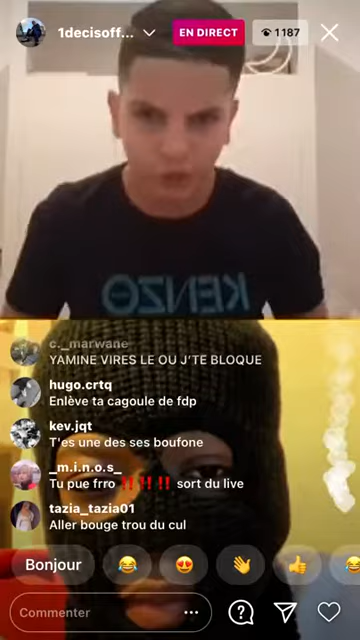 1decisoff...
EN DIRECT
1187
KENZO
c._marwane
YAMINE VIRES LE OU J'TE BLOQUE
hugo.crtq
Enlève ta cagoule de fdp
kev.jqt
T'es une des ses boufone
_m.i.n.o.s_
Tu pue frro ‼️‼️‼️ sort du live
tazia_tazia01
Aller bouge trou du cul
Bonjour
Commenter